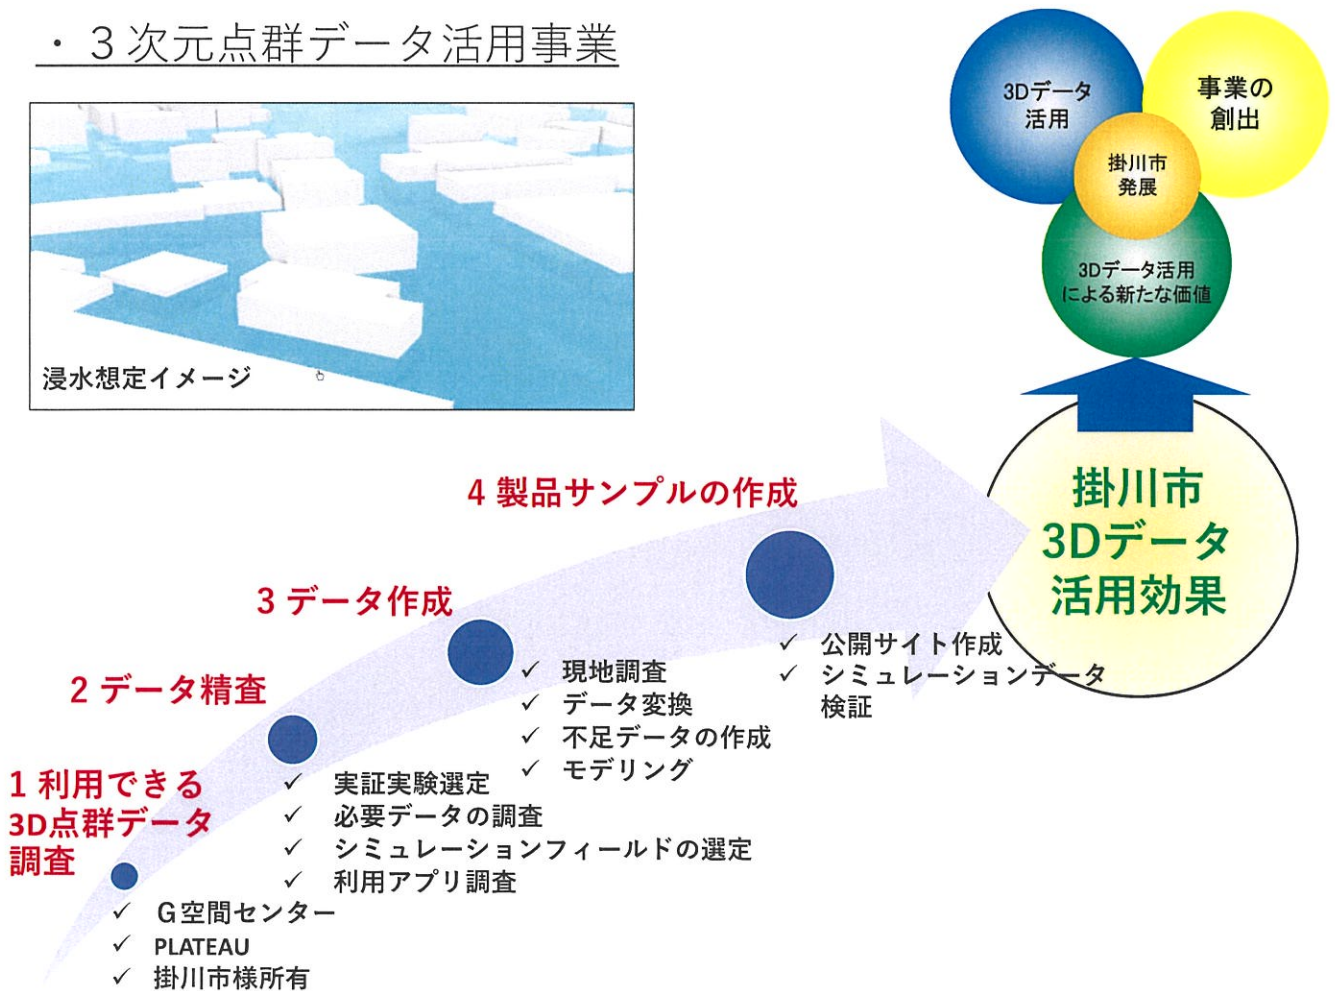 ・３次元点群データ活用事業
浸水想定イメージ
3Dデータ
活用
事業の
創出
掛川市
発展
3Dデータ活用
による新たな価値
掛川市
3Dデータ
活用効果
4 製品サンプルの作成
✓ 公開サイト作成
✓ シミュレーションデータ
検証
3 データ作成
✓ 現地調査
✓ データ変換
✓ 不足データの作成
✓ モデリング
2 データ精査
✓ 実証実験選定
✓ 必要データの調査
✓ シミュレーションフィールドの選定
✓ 利用アプリ調査
1 利用できる
3D点群データ
調査
✓ Ｇ空間センター
✓ PLATEAU
✓ 掛川市様所有